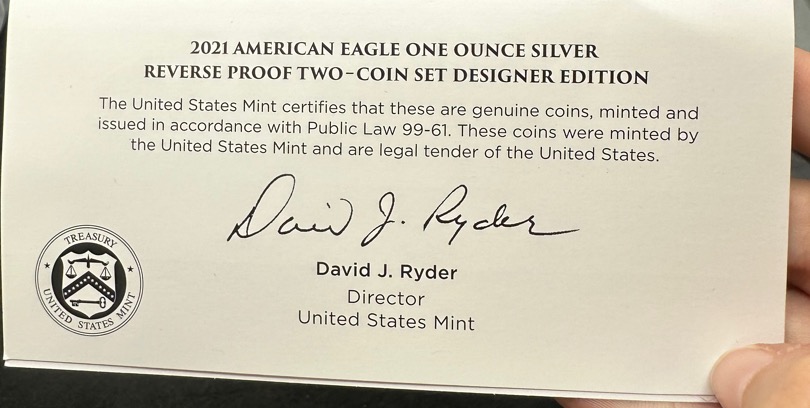 2021 AMERICAN EAGLE ONE OUNCE SILVER
REVERSE PROOF TWO-COIN SET DESIGNER EDITION
The United States Mint certifies that these are genuine coins, minted and
issued in accordance with Public Law 99-61. These coins were minted by
the United States Mint and are legal tender of the United States.
David J. Ryder
David J. Ryder
Director
United States Mint
TREASURY
UNITED STATES MINT